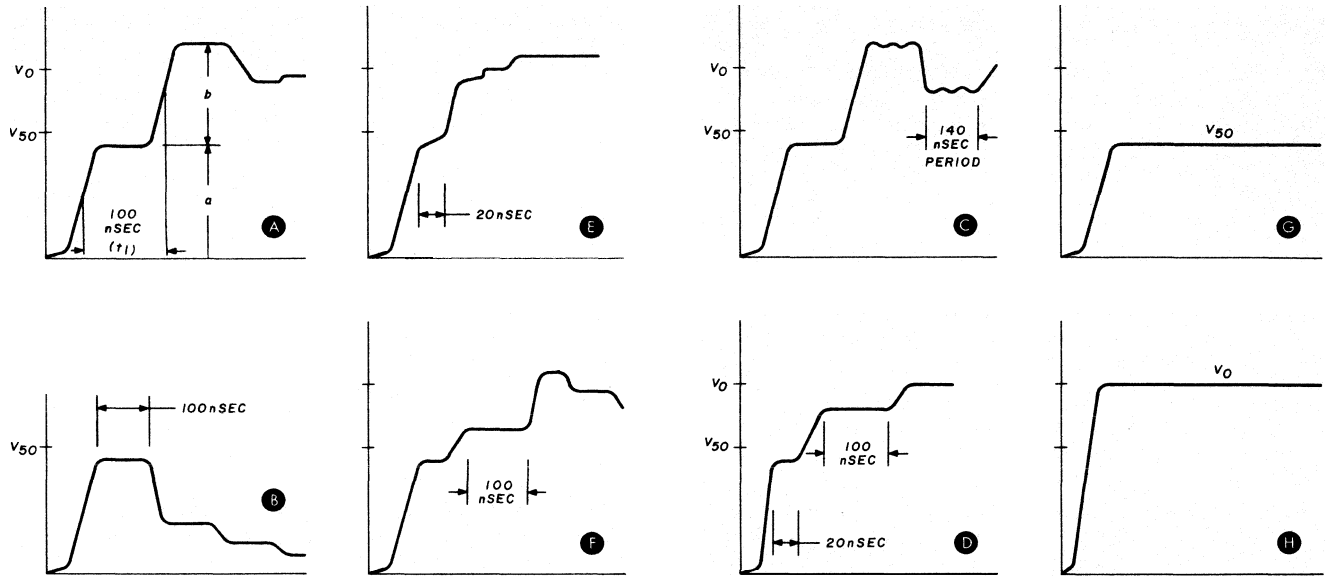 V₀
V₅₀
b
a
100
nSEC
(t₁)
A
20nSEC
E
V₀
V₅₀
140
nSEC
PERIOD
C
V₅₀
G
100nSEC
V₅₀
B
100
nSEC
F
V₀
V₅₀
100
nSEC
20nSEC
D
V₀
H